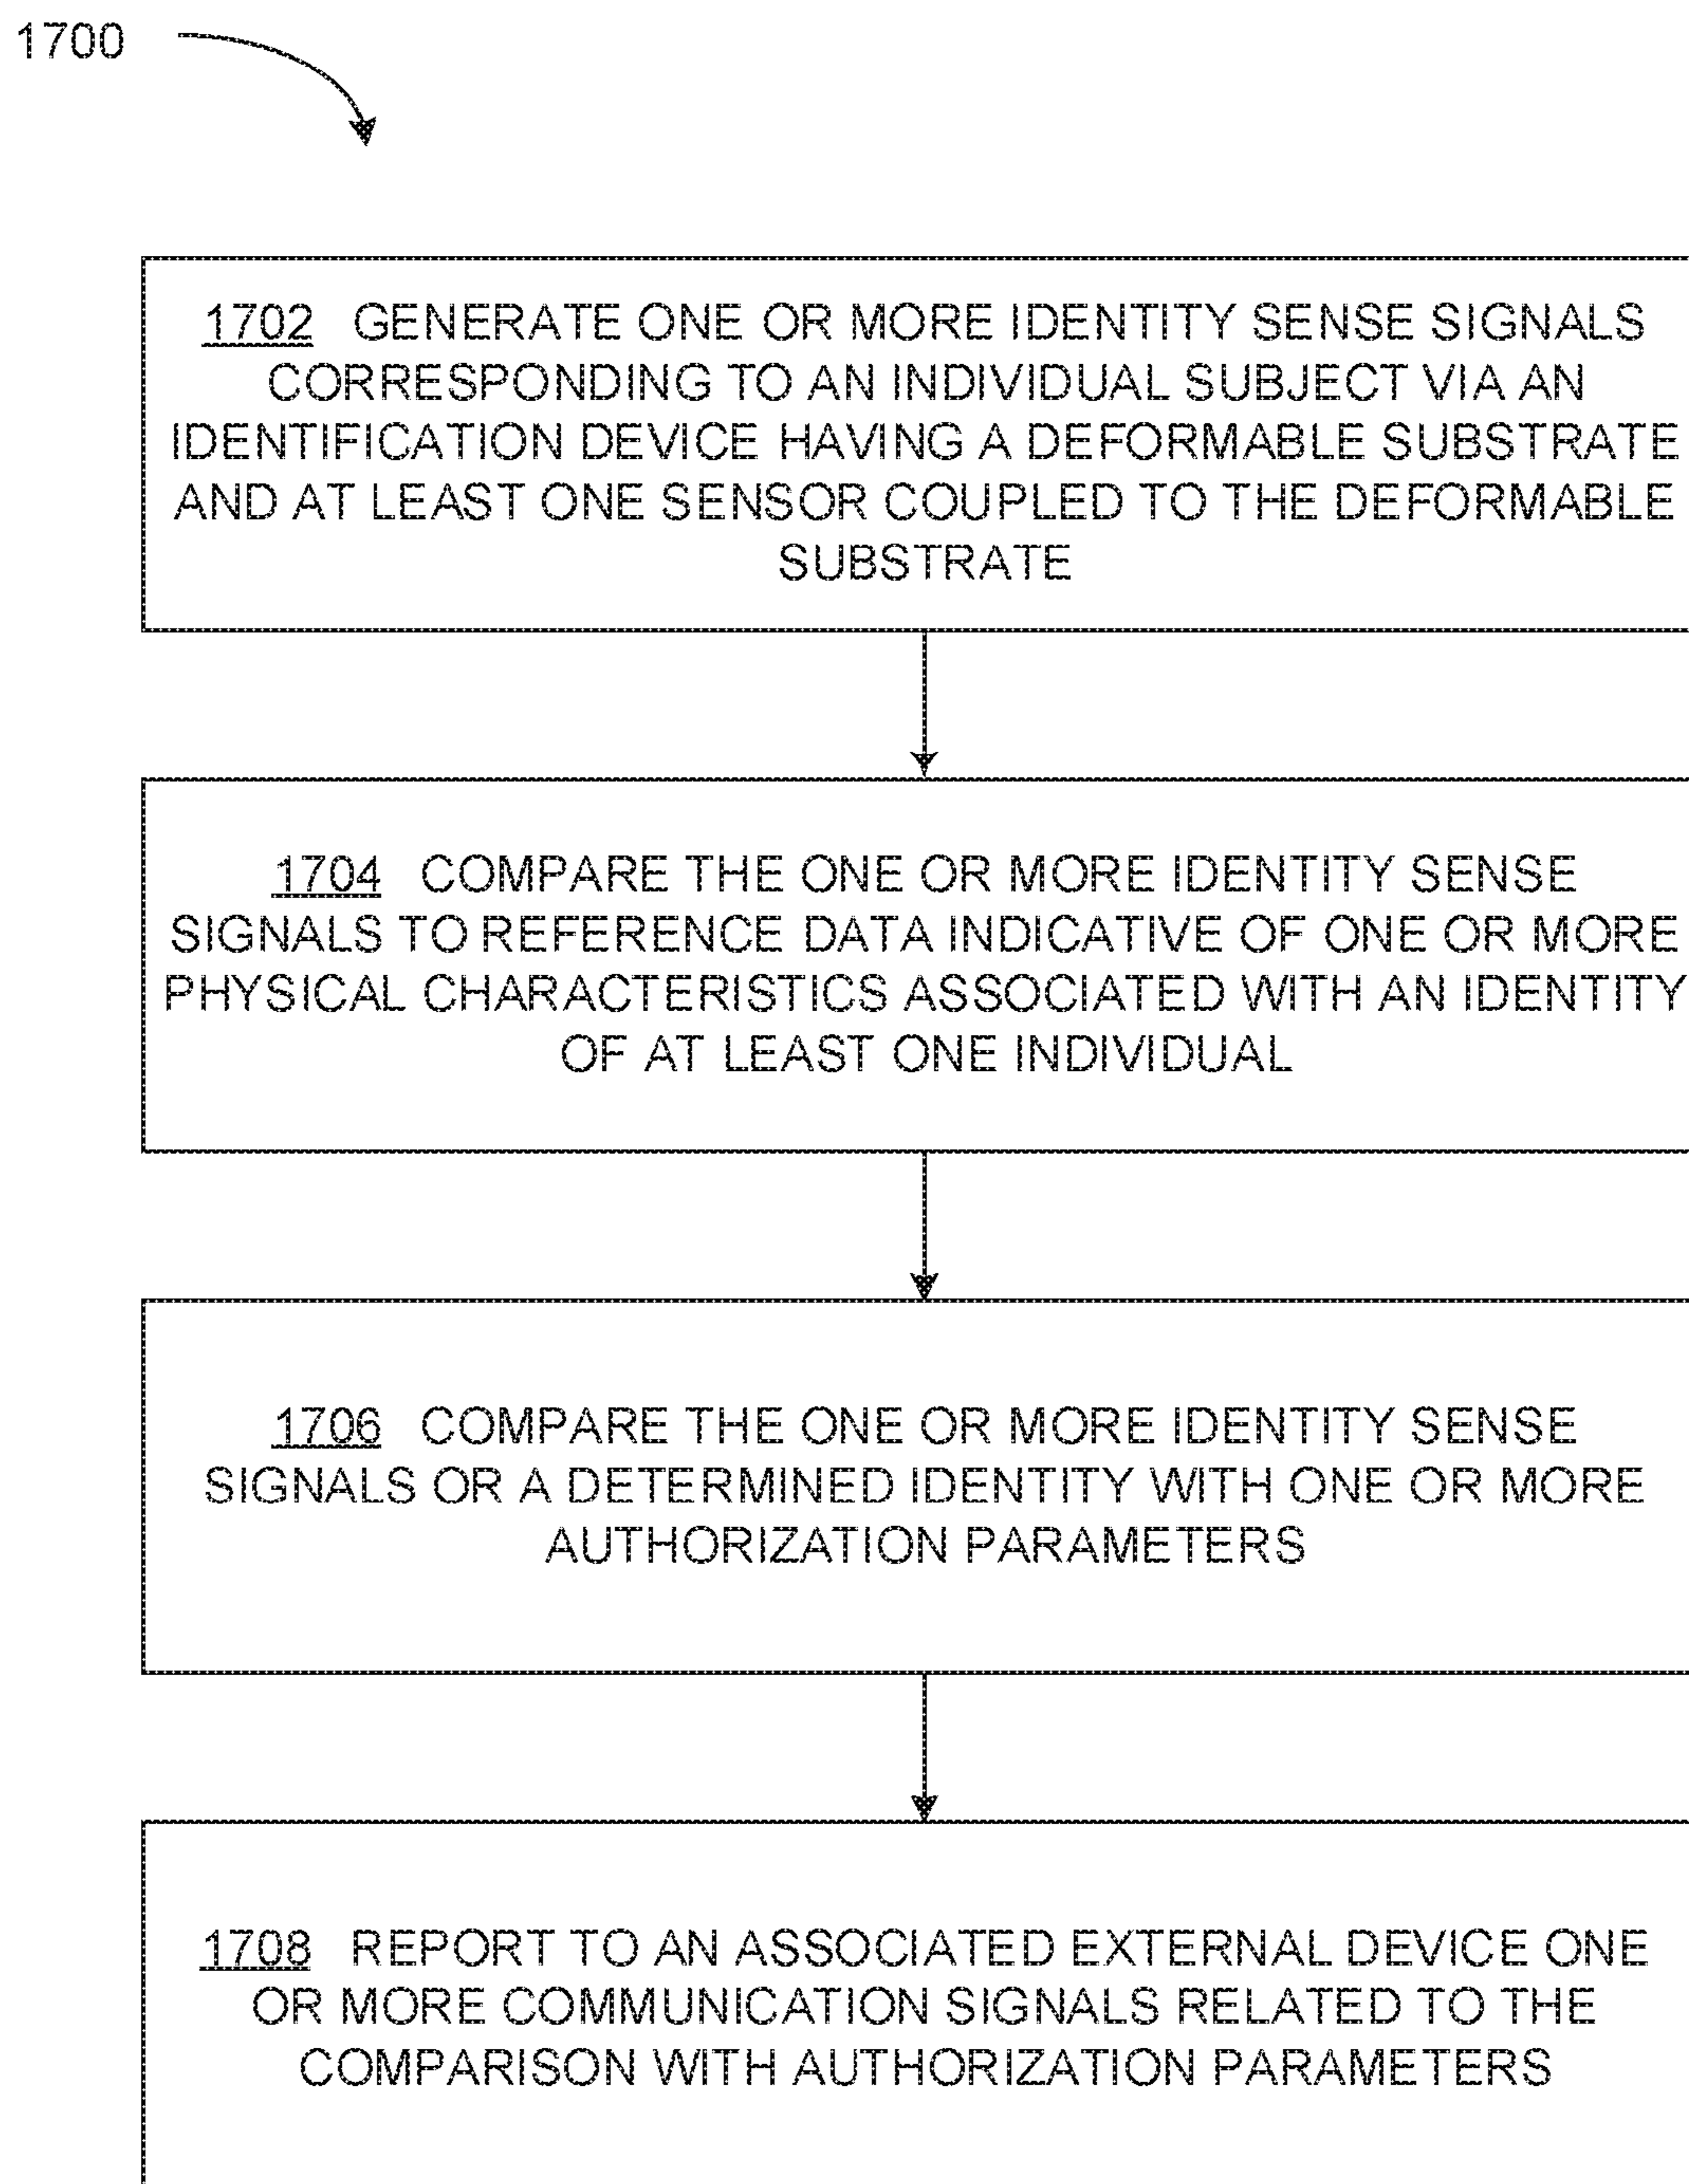 1700
1702 GENERATE ONE OR MORE IDENTITY SENSE SIGNALS
CORRESPONDING TO AN INDIVIDUAL SUBJECT VIA AN
IDENTIFICATION DEVICE HAVING A DEFORMABLE SUBSTRATE
AND AT LEAST ONE SENSOR COUPLED TO THE DEFORMABLE
SUBSTRATE
1704 COMPARE THE ONE OR MORE IDENTITY SENSE
SIGNALS TO REFERENCE DATA INDICATIVE OF ONE OR MORE
PHYSICAL CHARACTERISTICS ASSOCIATED WITH AN IDENTITY
OF AT LEAST ONE INDIVIDUAL
1706 COMPARE THE ONE OR MORE IDENTITY SENSE
SIGNALS OR A DETERMINED IDENTITY WITH ONE OR MORE
AUTHORIZATION PARAMETERS
1708 REPORT TO AN ASSOCIATED EXTERNAL DEVICE ONE
OR MORE COMMUNICATION SIGNALS RELATED TO THE
COMPARISON WITH AUTHORIZATION PARAMETERS